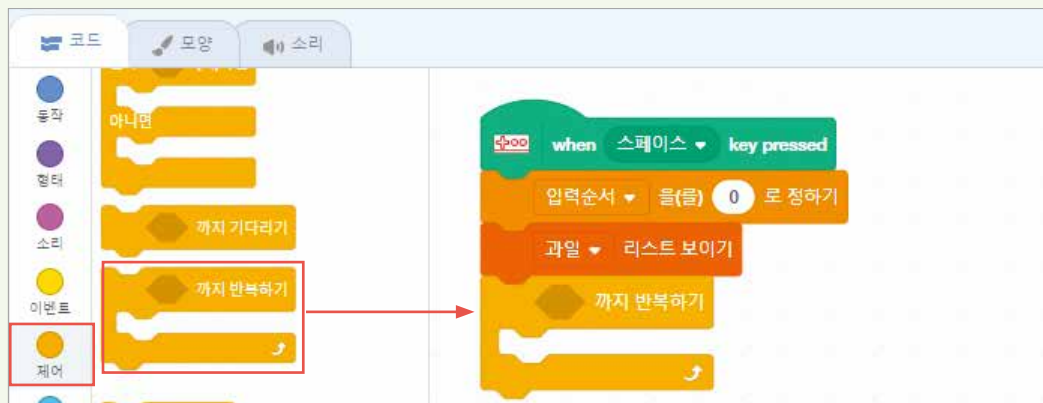 코드 모양 소리
동작
형태
소리
이벤트
제어
아니면
까지 기다리기
까지 반복하기
when 스페이스 key pressed
입력순서 을(를) 0 로 정하기
과일 리스트 보이기
까지 반복하기